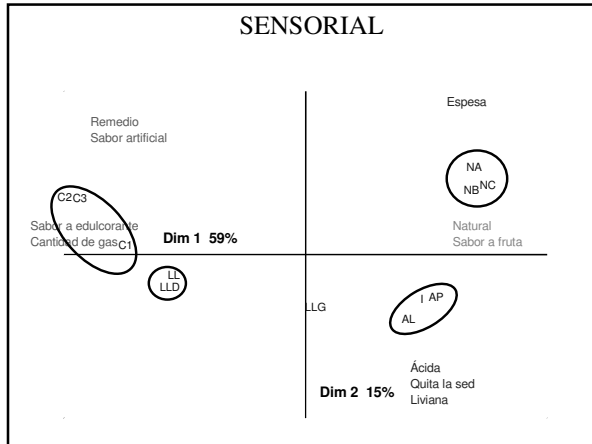 SENSORIAL
Espesa
Remedio
Sabor artificial
NA
NB NC
C2C3
Sabor a edulcorante
Cantidad de gas C1
Dim 1 59%
Natural
Sabor a fruta
LL
LLD
LLG
I AP
AL
Ácida
Quita la sed
Liviana
Dim 2 15%